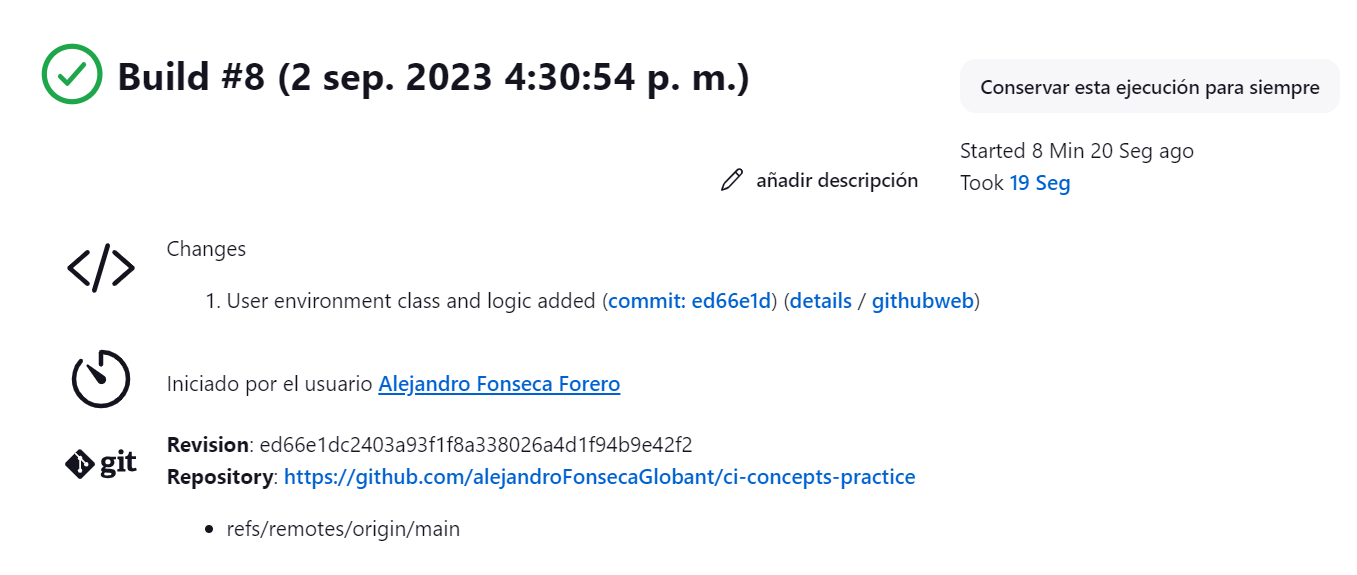 Build #8 (2 sep. 2023 4:30:54 p. m.)
Conservar esta ejecución para siempre
Started 8 Min 20 Seg ago
añadir descripción
Took 19 Seg
Changes
1. User environment class and logic added (commit: ed66e1d) (details / githubweb)
Iniciado por el usuario Alejandro Fonseca Forero
git
Revision: ed66e1dc2403a93f1f8a338026a4d1f94b9e42f2
Repository: https://github.com/alejandroFonsecaGlobant/ci-concepts-practice
• refs/remotes/origin/main